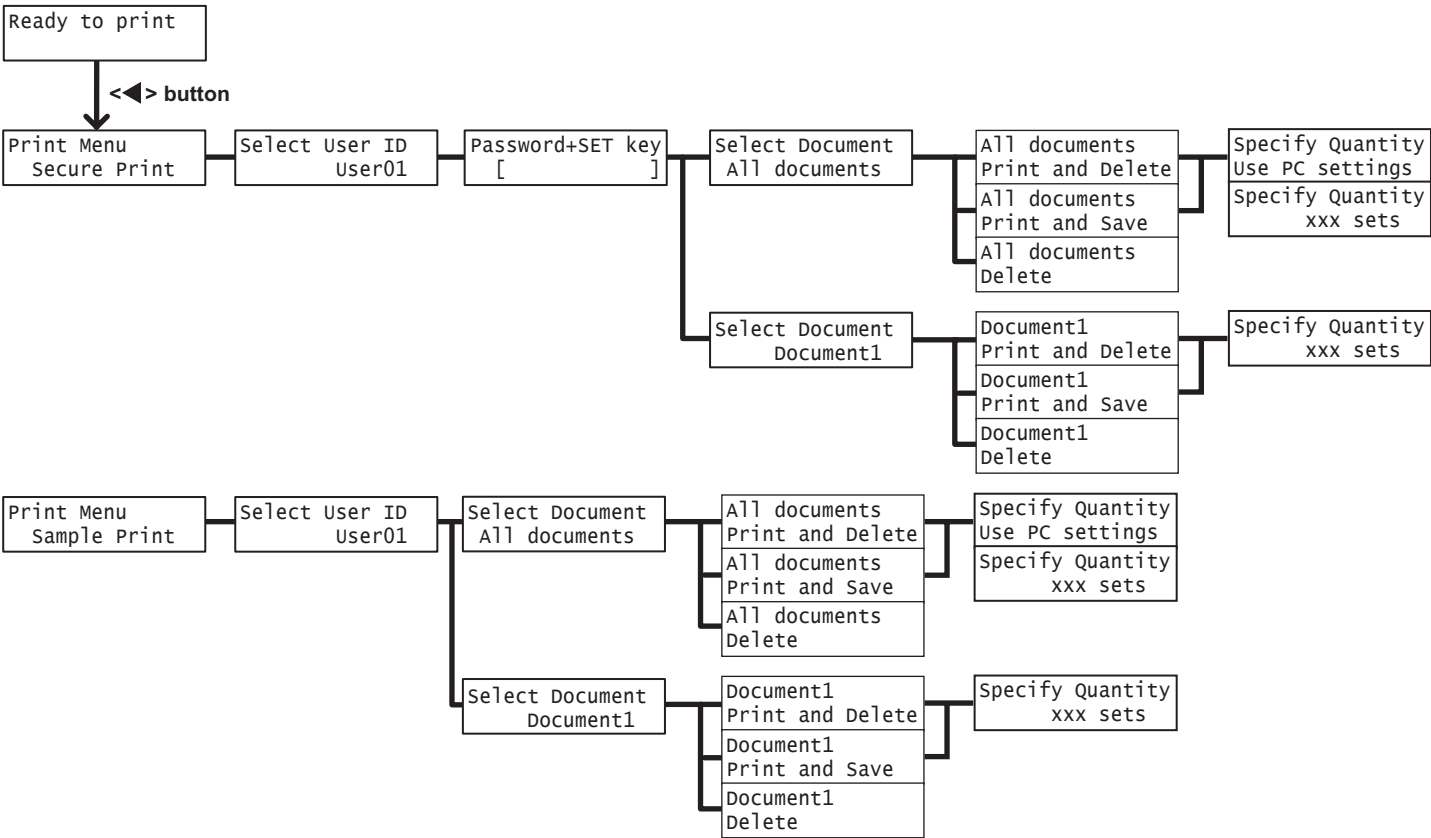 Ready to print
<◀> button
Print Menu
Secure Print
Select User ID
User01
Password+SET key
[ ]
Select Document
All documents
All documents
Print and Delete
All documents
Print and Save
All documents
Delete
Specify Quantity
Use PC settings
Specify Quantity
xxx sets
Select Document
Document1
Document1
Print and Delete
Document1
Print and Save
Document1
Delete
Specify Quantity
xxx sets
Print Menu
Sample Print
Select User ID
User01
Select Document
All documents
All documents
Print and Delete
All documents
Print and Save
All documents
Delete
Specify Quantity
Use PC settings
Specify Quantity
xxx sets
Select Document
Document1
Document1
Print and Delete
Document1
Print and Save
Document1
Delete
Specify Quantity
xxx sets